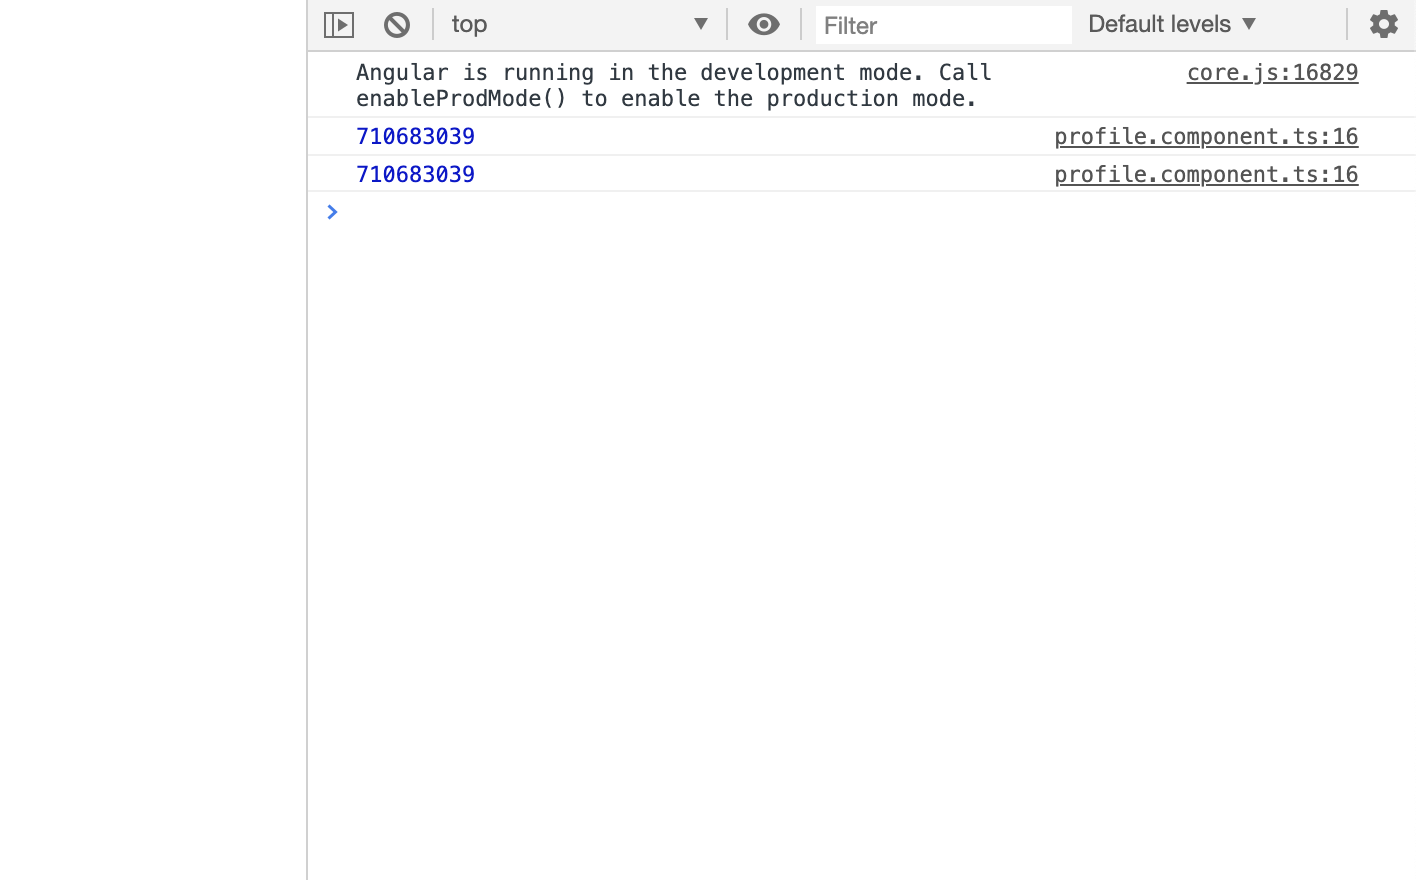 top ▼ Filter Default levels ▼
Angular is running in the development mode. Call core.js:16829
enableProdMode() to enable the production mode.
710683039 profile.component.ts:16
710683039 profile.component.ts:16
>